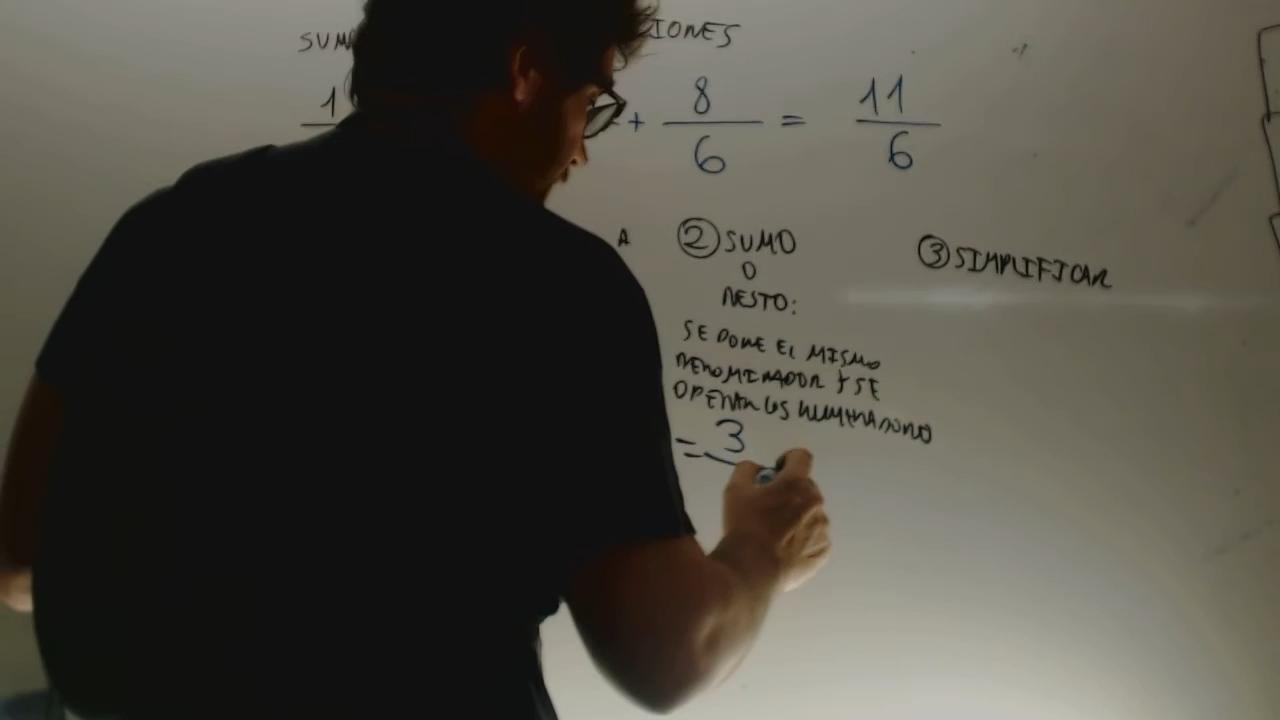 SUM IONES
1 + 8 = 11
6 6
A ② SUMO ③ SIMPLIFICAR
O
RESTO:
SE PONE EL MISMO
DENOMINADOR Y SE
OPERAN LOS NUMERADORES
= 3